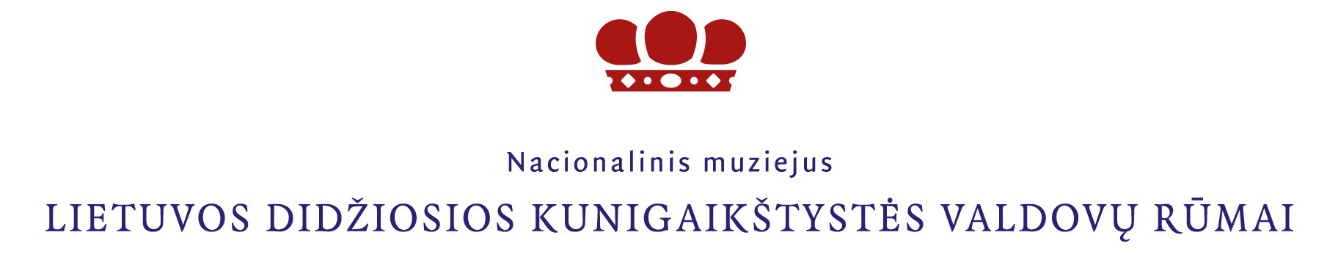 Nacionalinis muziejus
LIETUVOS DIDŽIOSIOS KUNIGAIKŠTYSTĖS VALDOVŲ RŪMAI